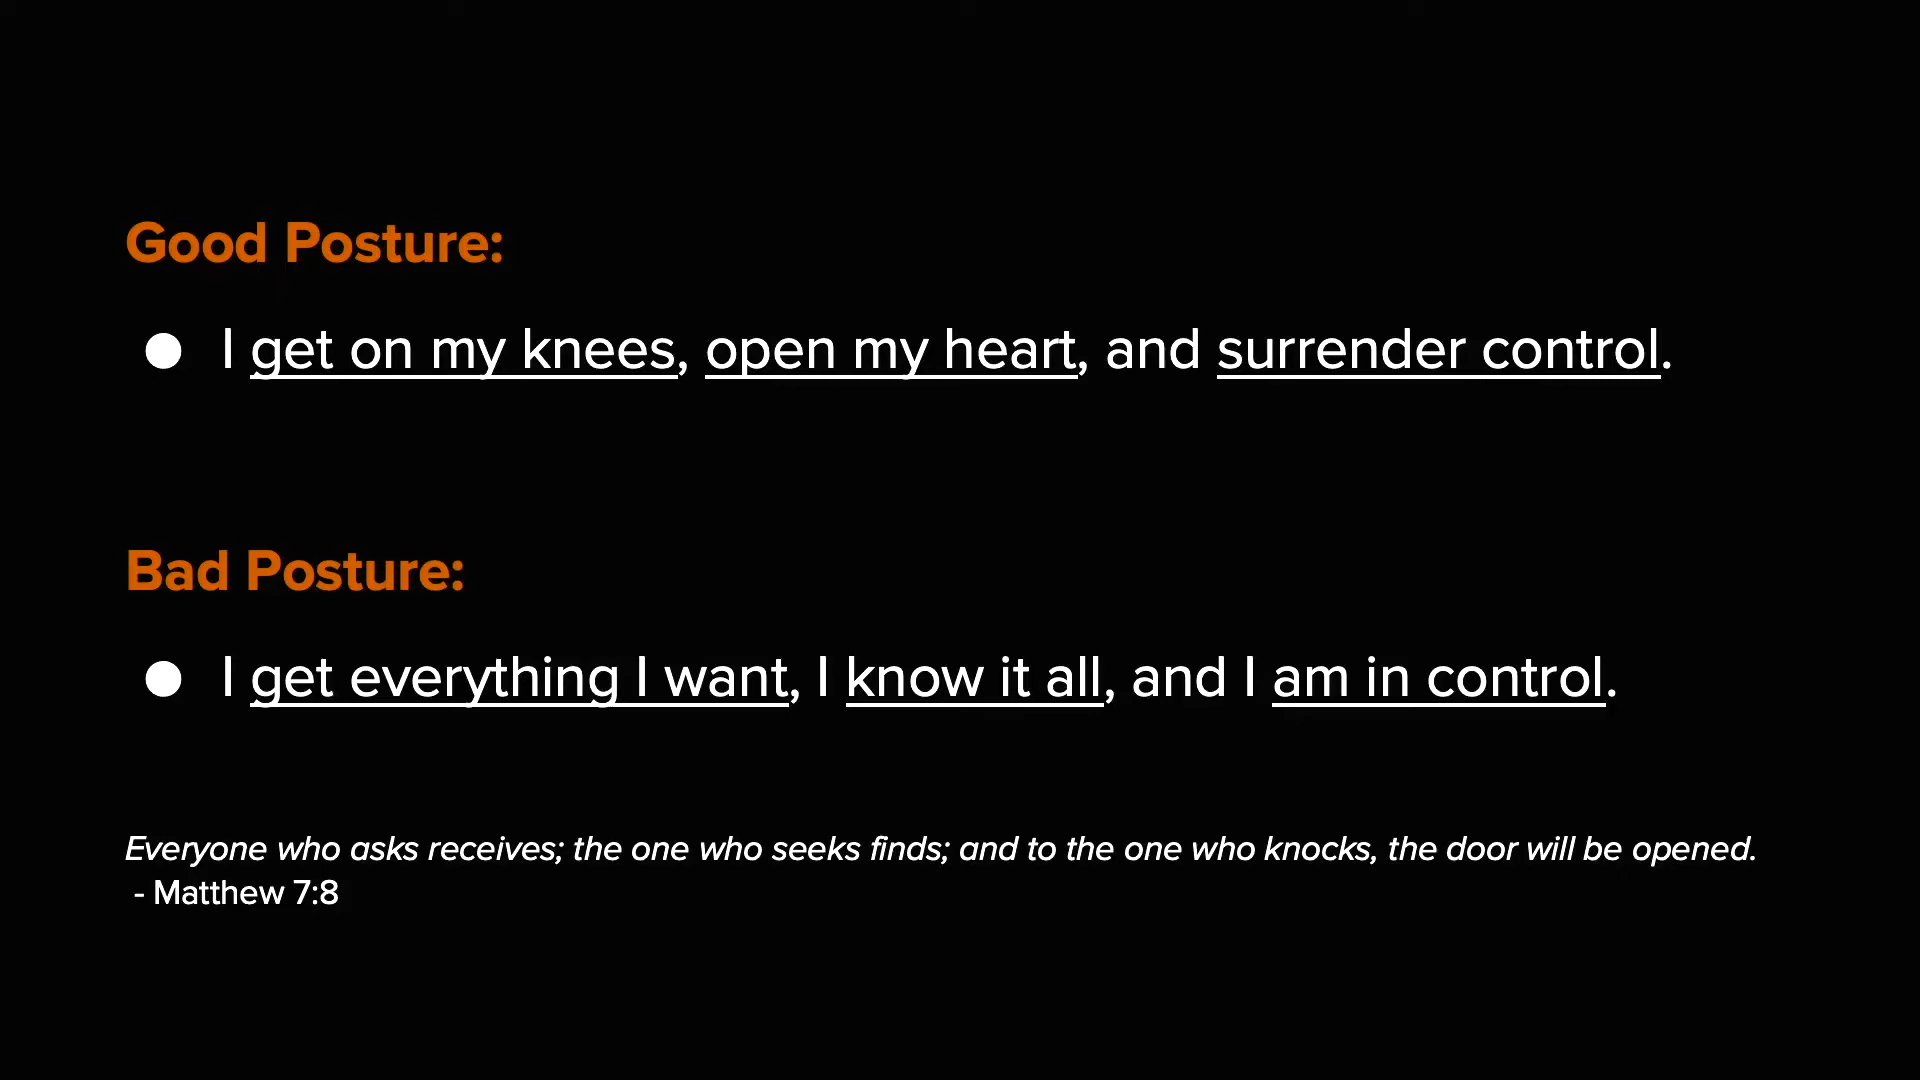 Good Posture:
● I get on my knees, open my heart, and surrender control.
Bad Posture:
● I get everything I want, I know it all, and I am in control.
Everyone who asks receives; the one who seeks finds; and to the one who knocks, the door will be opened.
- Matthew 7:8